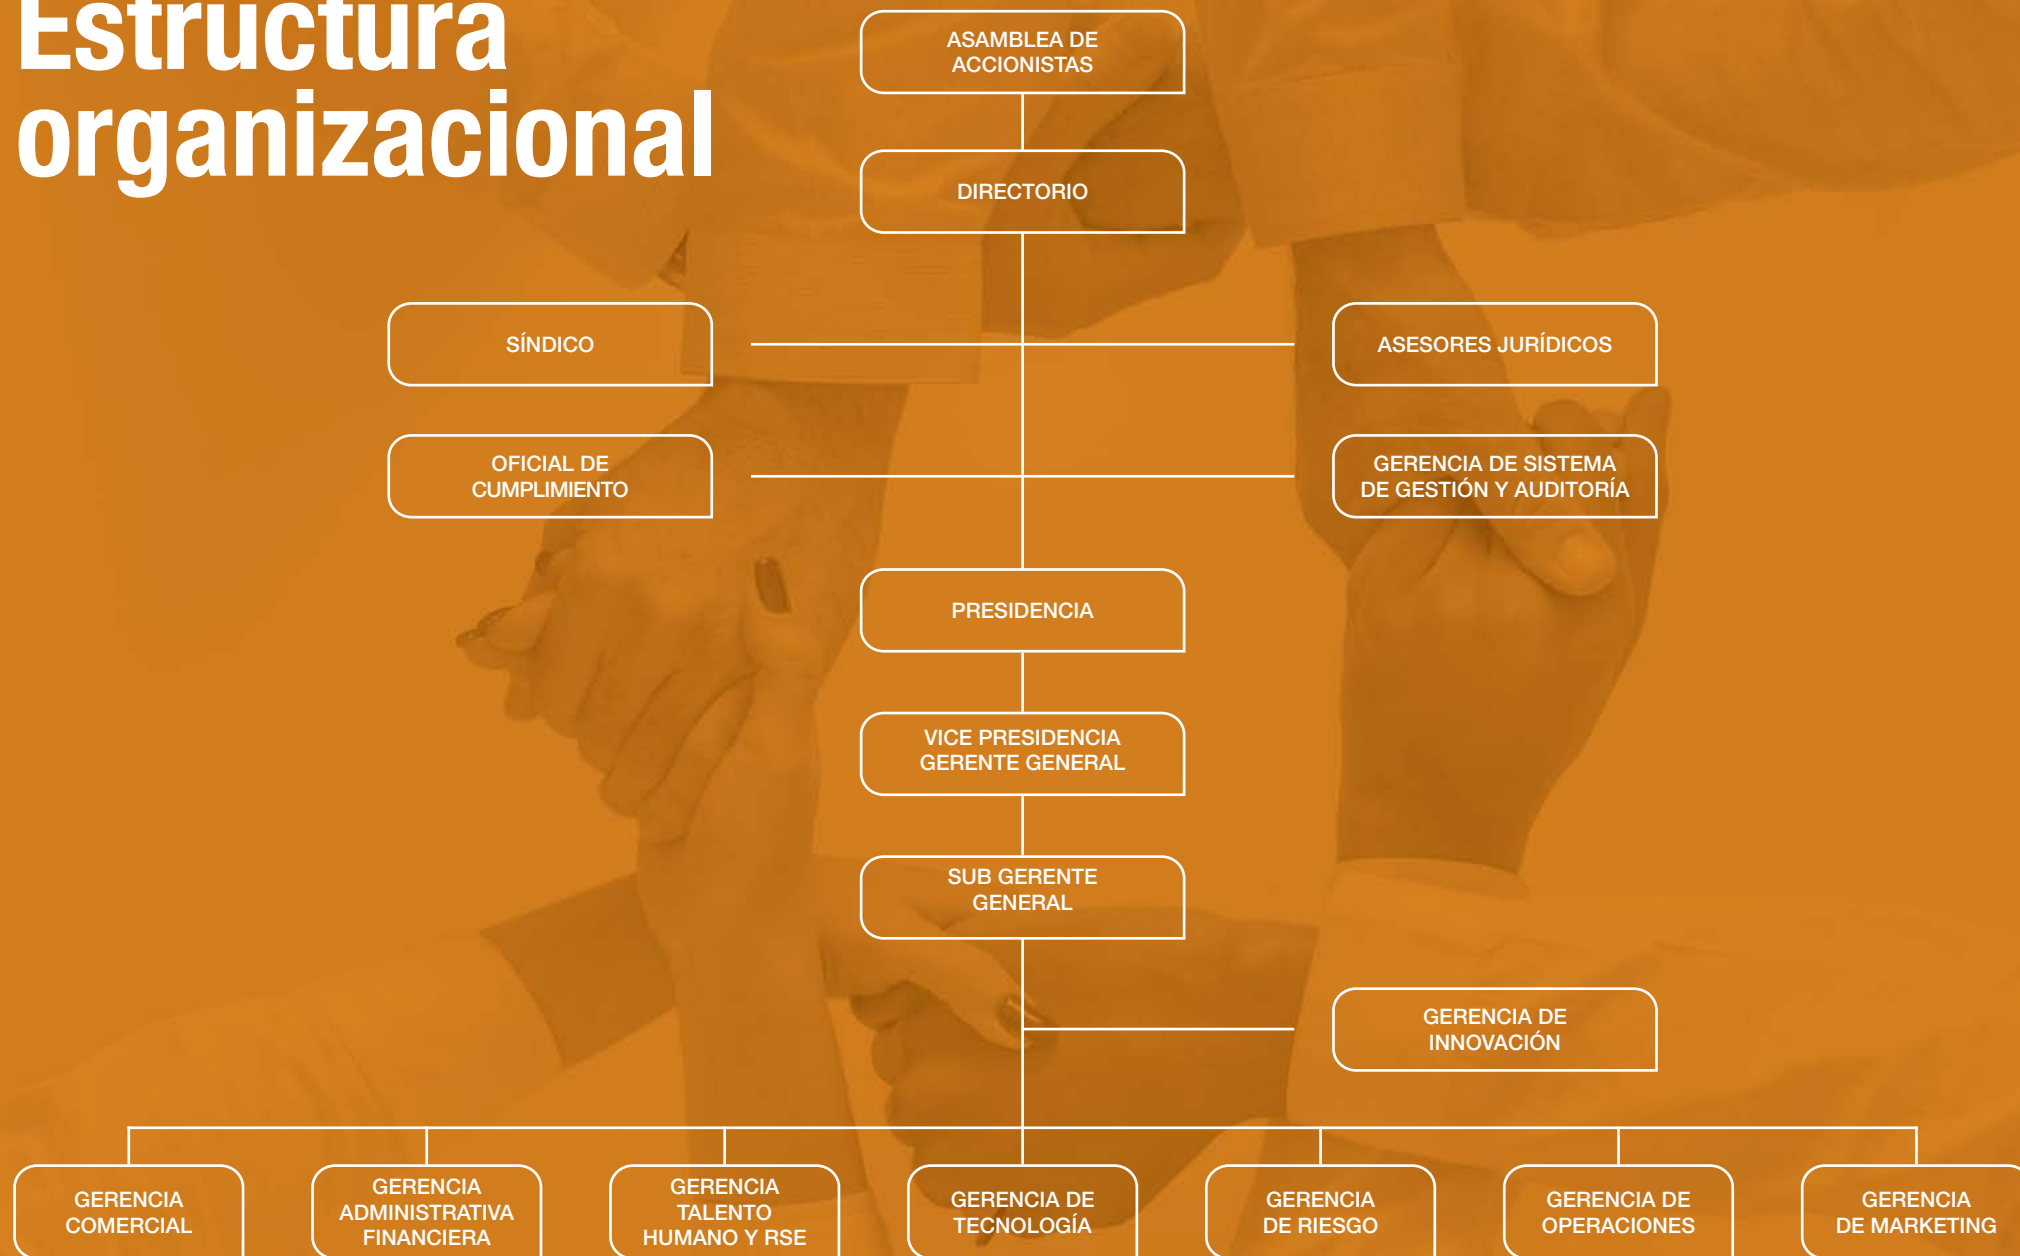 Estructura
organizacional
ASAMBLEA DE
ACCIONISTAS
DIRECTORIO
SÍNDICO
ASESORES JURÍDICOS
OFICIAL DE
CUMPLIMIENTO
GERENCIA DE SISTEMA
DE GESTIÓN Y AUDITORÍA
PRESIDENCIA
VICE PRESIDENCIA
GERENTE GENERAL
SUB GERENTE
GENERAL
GERENCIA DE
INNOVACIÓN
GERENCIA
COMERCIAL
GERENCIA
ADMINISTRATIVA
FINANCIERA
GERENCIA
TALENTO
HUMANO Y RSE
GERENCIA DE
TECNOLOGÍA
GERENCIA
DE RIESGO
GERENCIA DE
OPERACIONES
GERENCIA
DE MARKETING